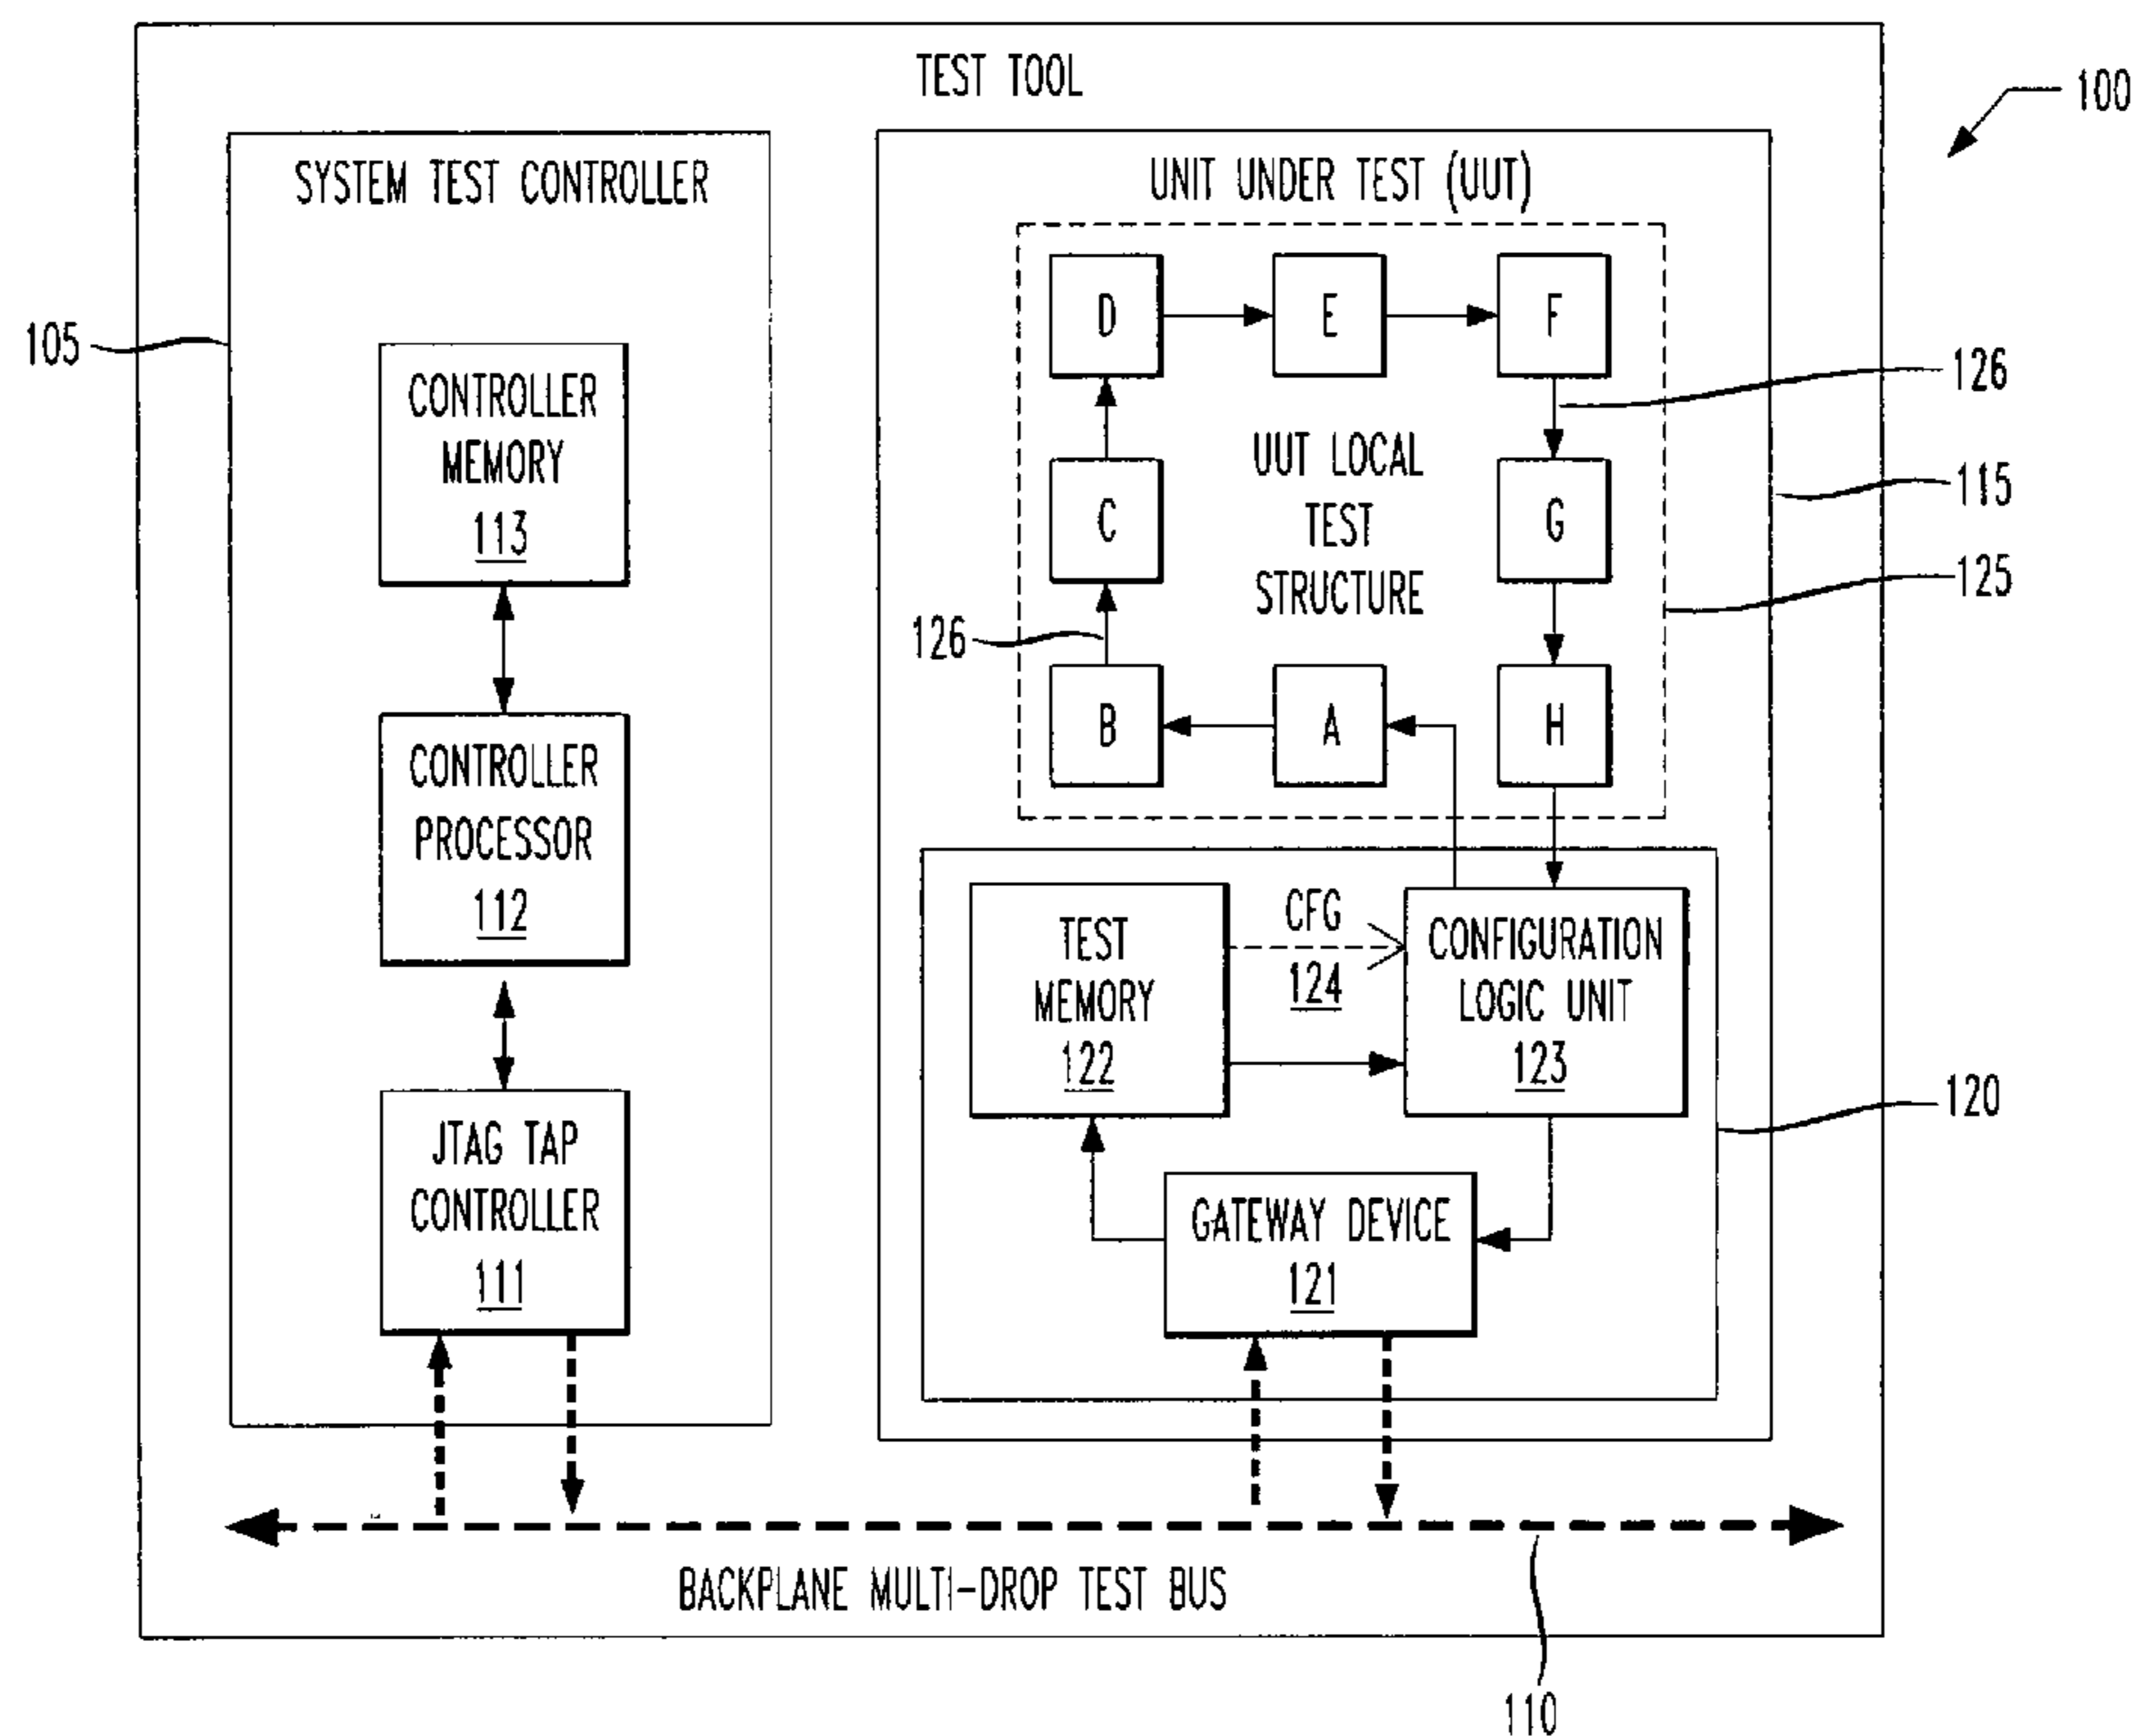 TEST TOOL
100
SYSTEM TEST CONTROLLER
105
CONTROLLER
MEMORY
113
CONTROLLER
PROCESSOR
112
JTAG TAP
CONTROLLER
111
UNIT UNDER TEST (UUT)
D
E
F
126
C
UUT LOCAL
TEST
STRUCTURE
G
115
125
126
B
A
H
TEST
MEMORY
122
CFG
124
CONFIGURATION
LOGIC UNIT
123
120
GATEWAY DEVICE
121
BACKPLANE MULTI-DROP TEST BUS
110